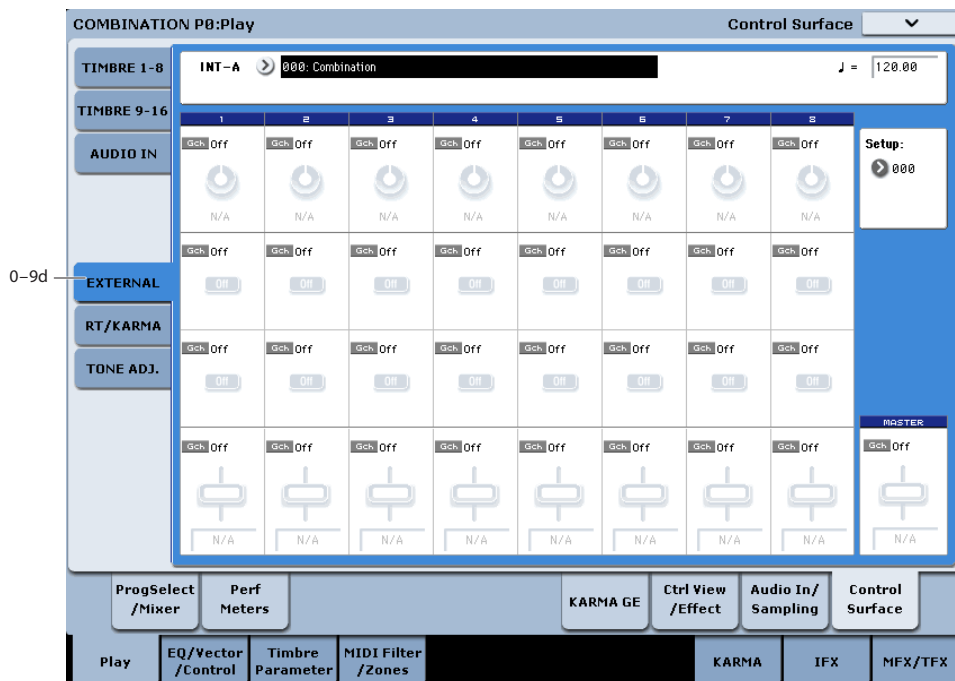 COMBINATION P0:Play Control Surface
TIMBRE 1-8
TIMBRE 9-16
AUDIO IN
0–9d
EXTERNAL
RT/KARMA
TONE ADJ.
INT-A 000: Combination ♩ = 120.00
1 2 3 4 5 6 7 8
Gch Off Gch Off Gch Off Gch Off Gch Off Gch Off Gch Off Gch Off
N/A N/A N/A N/A N/A N/A N/A N/A
Gch Off Gch Off Gch Off Gch Off Gch Off Gch Off Gch Off Gch Off
Off Off Off Off Off Off Off Off
Gch Off Gch Off Gch Off Gch Off Gch Off Gch Off Gch Off Gch Off
Off Off Off Off Off Off Off Off
Gch Off Gch Off Gch Off Gch Off Gch Off Gch Off Gch Off Gch Off
N/A N/A N/A N/A N/A N/A N/A N/A
Setup:
000
MASTER
Gch Off
N/A
ProgSelect
/Mixer
Perf
Meters
KARMA GE
Ctrl View
/Effect
Audio In/
Sampling
Control
Surface
Play
EQ/Vector
/Control
Timbre
Parameter
MIDI Filter
/Zones
KARMA
IFX
MFX/TFX